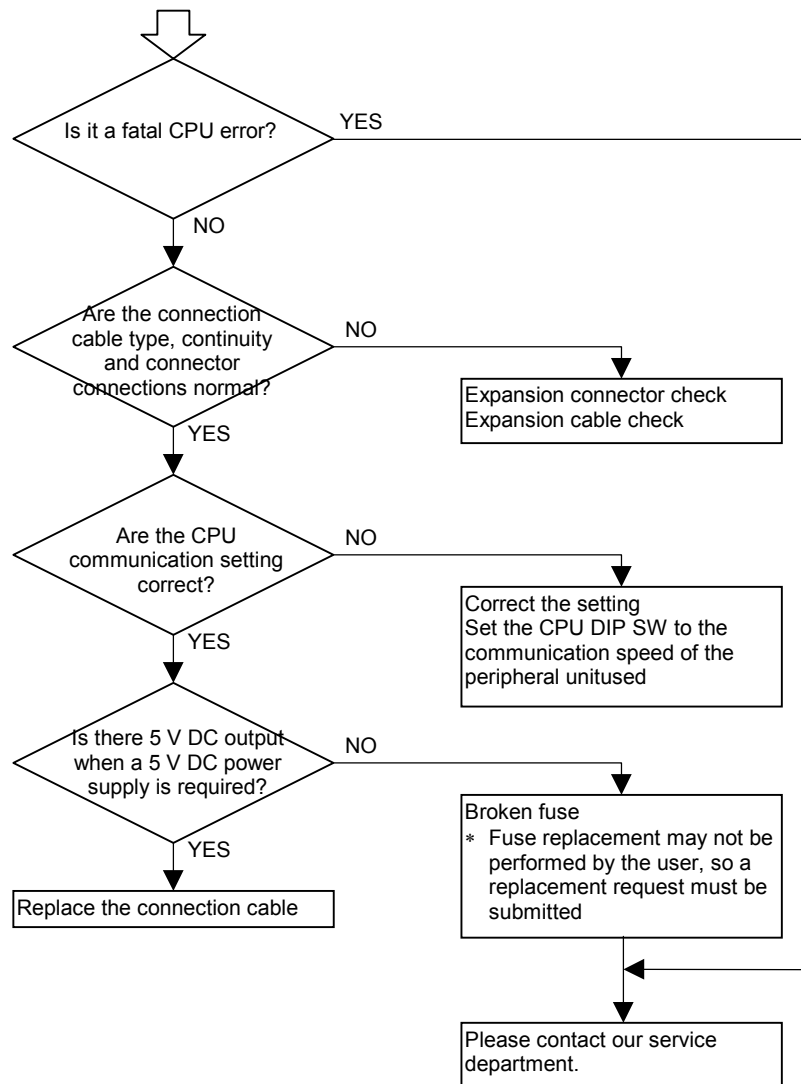 Is it a fatal CPU error?
YES
NO
Are the connection
cable type, continuity
and connector
connections normal?
NO
Expansion connector check
Expansion cable check
YES
Are the CPU
communication setting
correct?
NO
Correct the setting
Set the CPU DIP SW to the
communication speed of the
peripheral unitused
YES
Is there 5 V DC output
when a 5 V DC power
supply is required?
NO
Broken fuse
* Fuse replacement may not be
performed by the user, so a
replacement request must be
submitted
YES
Replace the connection cable
Please contact our service
department.